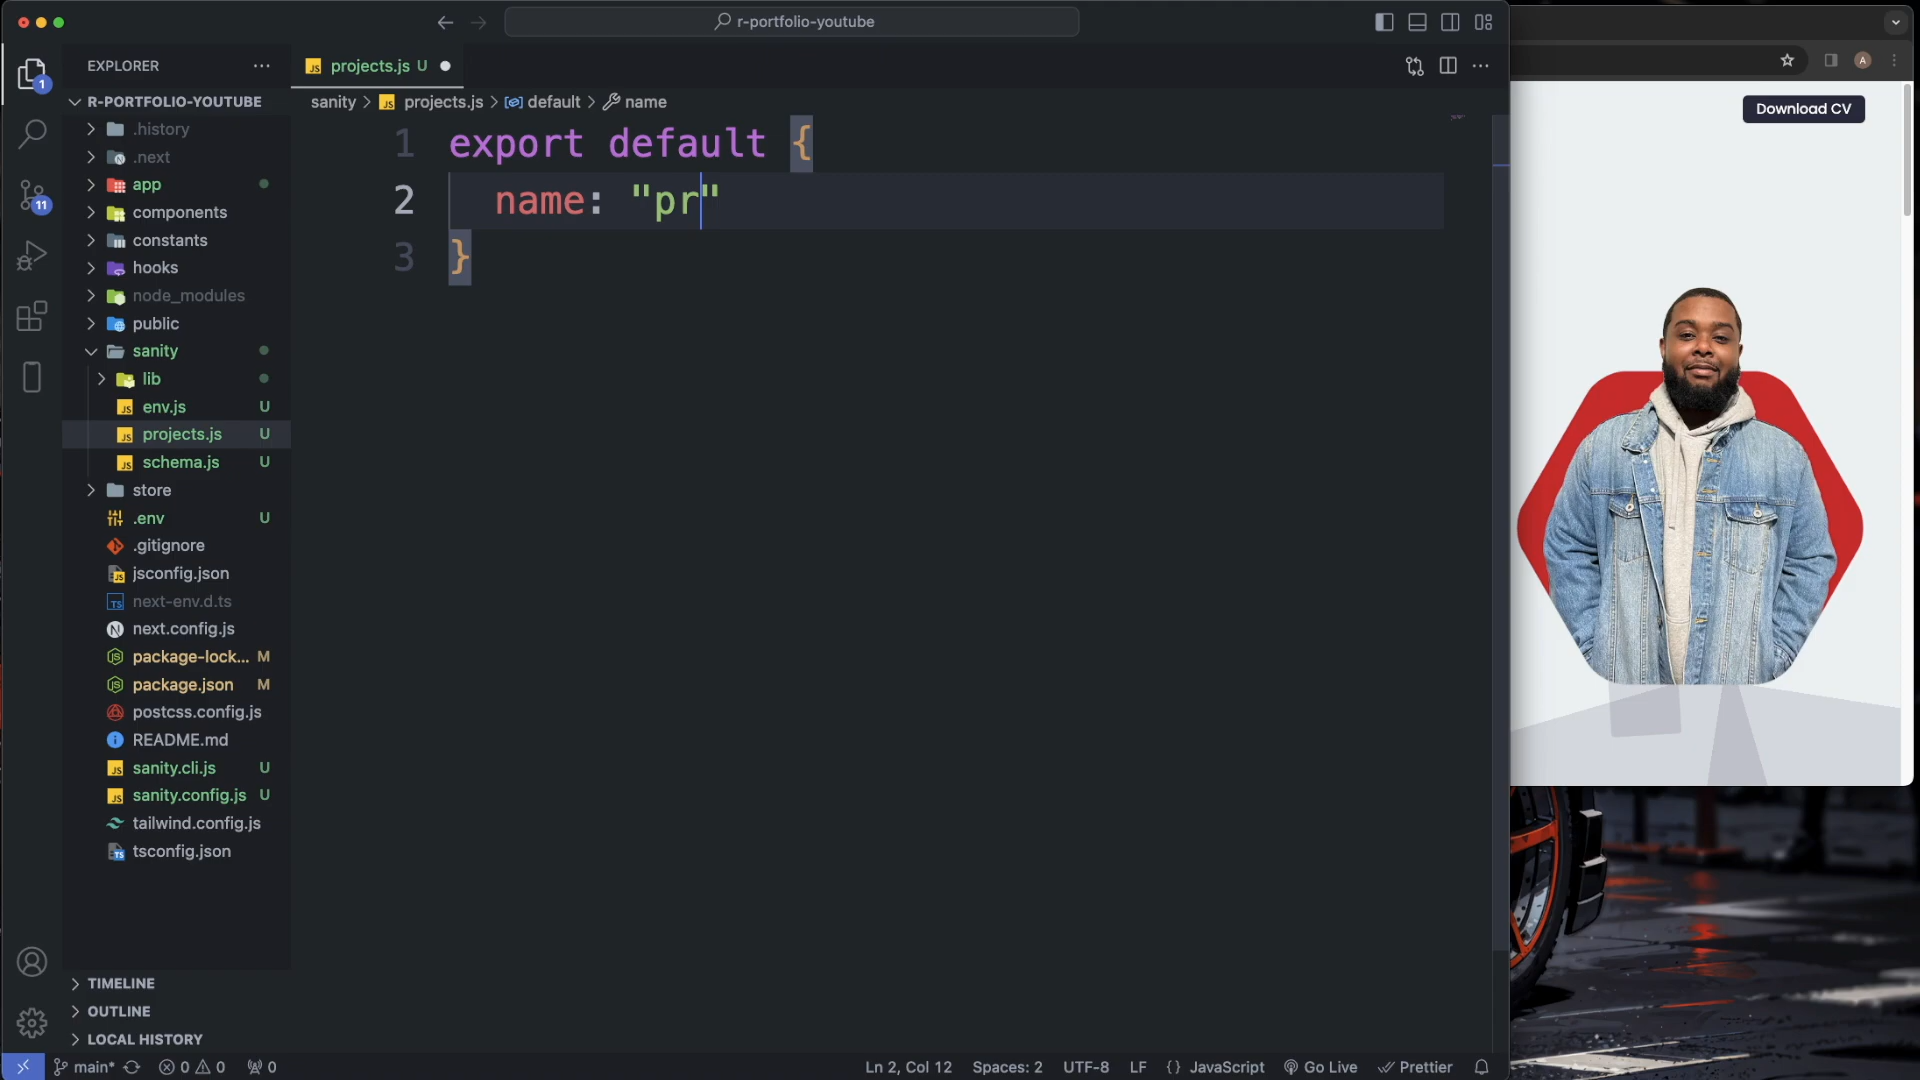 r-portfolio-youtube
EXPLORER
R-PORTFOLIO-YOUTUBE
.history
.next
app
components
constants
hooks
node_modules
public
sanity
lib
env.js U
projects.js U
schema.js U
store
.env U
.gitignore
jsconfig.json
next-env.d.ts
next.config.js
package-lock... M
package.json M
postcss.config.js
README.md
sanity.cli.js U
sanity.config.js U
tailwind.config.js
tsconfig.json
TIMELINE
OUTLINE
LOCAL HISTORY
1
11
projects.js U
sanity > projects.js > default > name
1 export default {
2 name: "pr"
3 }
main* 0 0 0
Ln 2, Col 12 Spaces: 2 UTF-8 LF {} JavaScript Go Live Prettier
A
Download CV